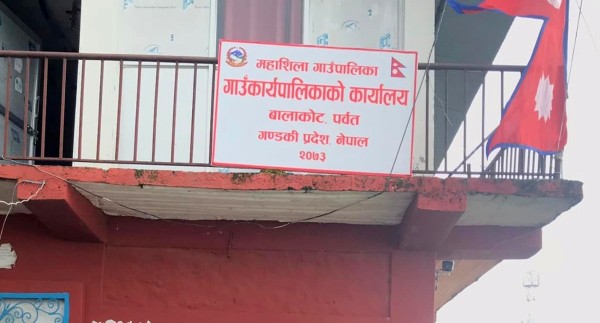 महाशिला गाउँपालिका
गाउँकार्यपालिकाको कार्यालय
बालाकोट, पर्वत
गण्डकी प्रदेश, नेपाल
२०७३